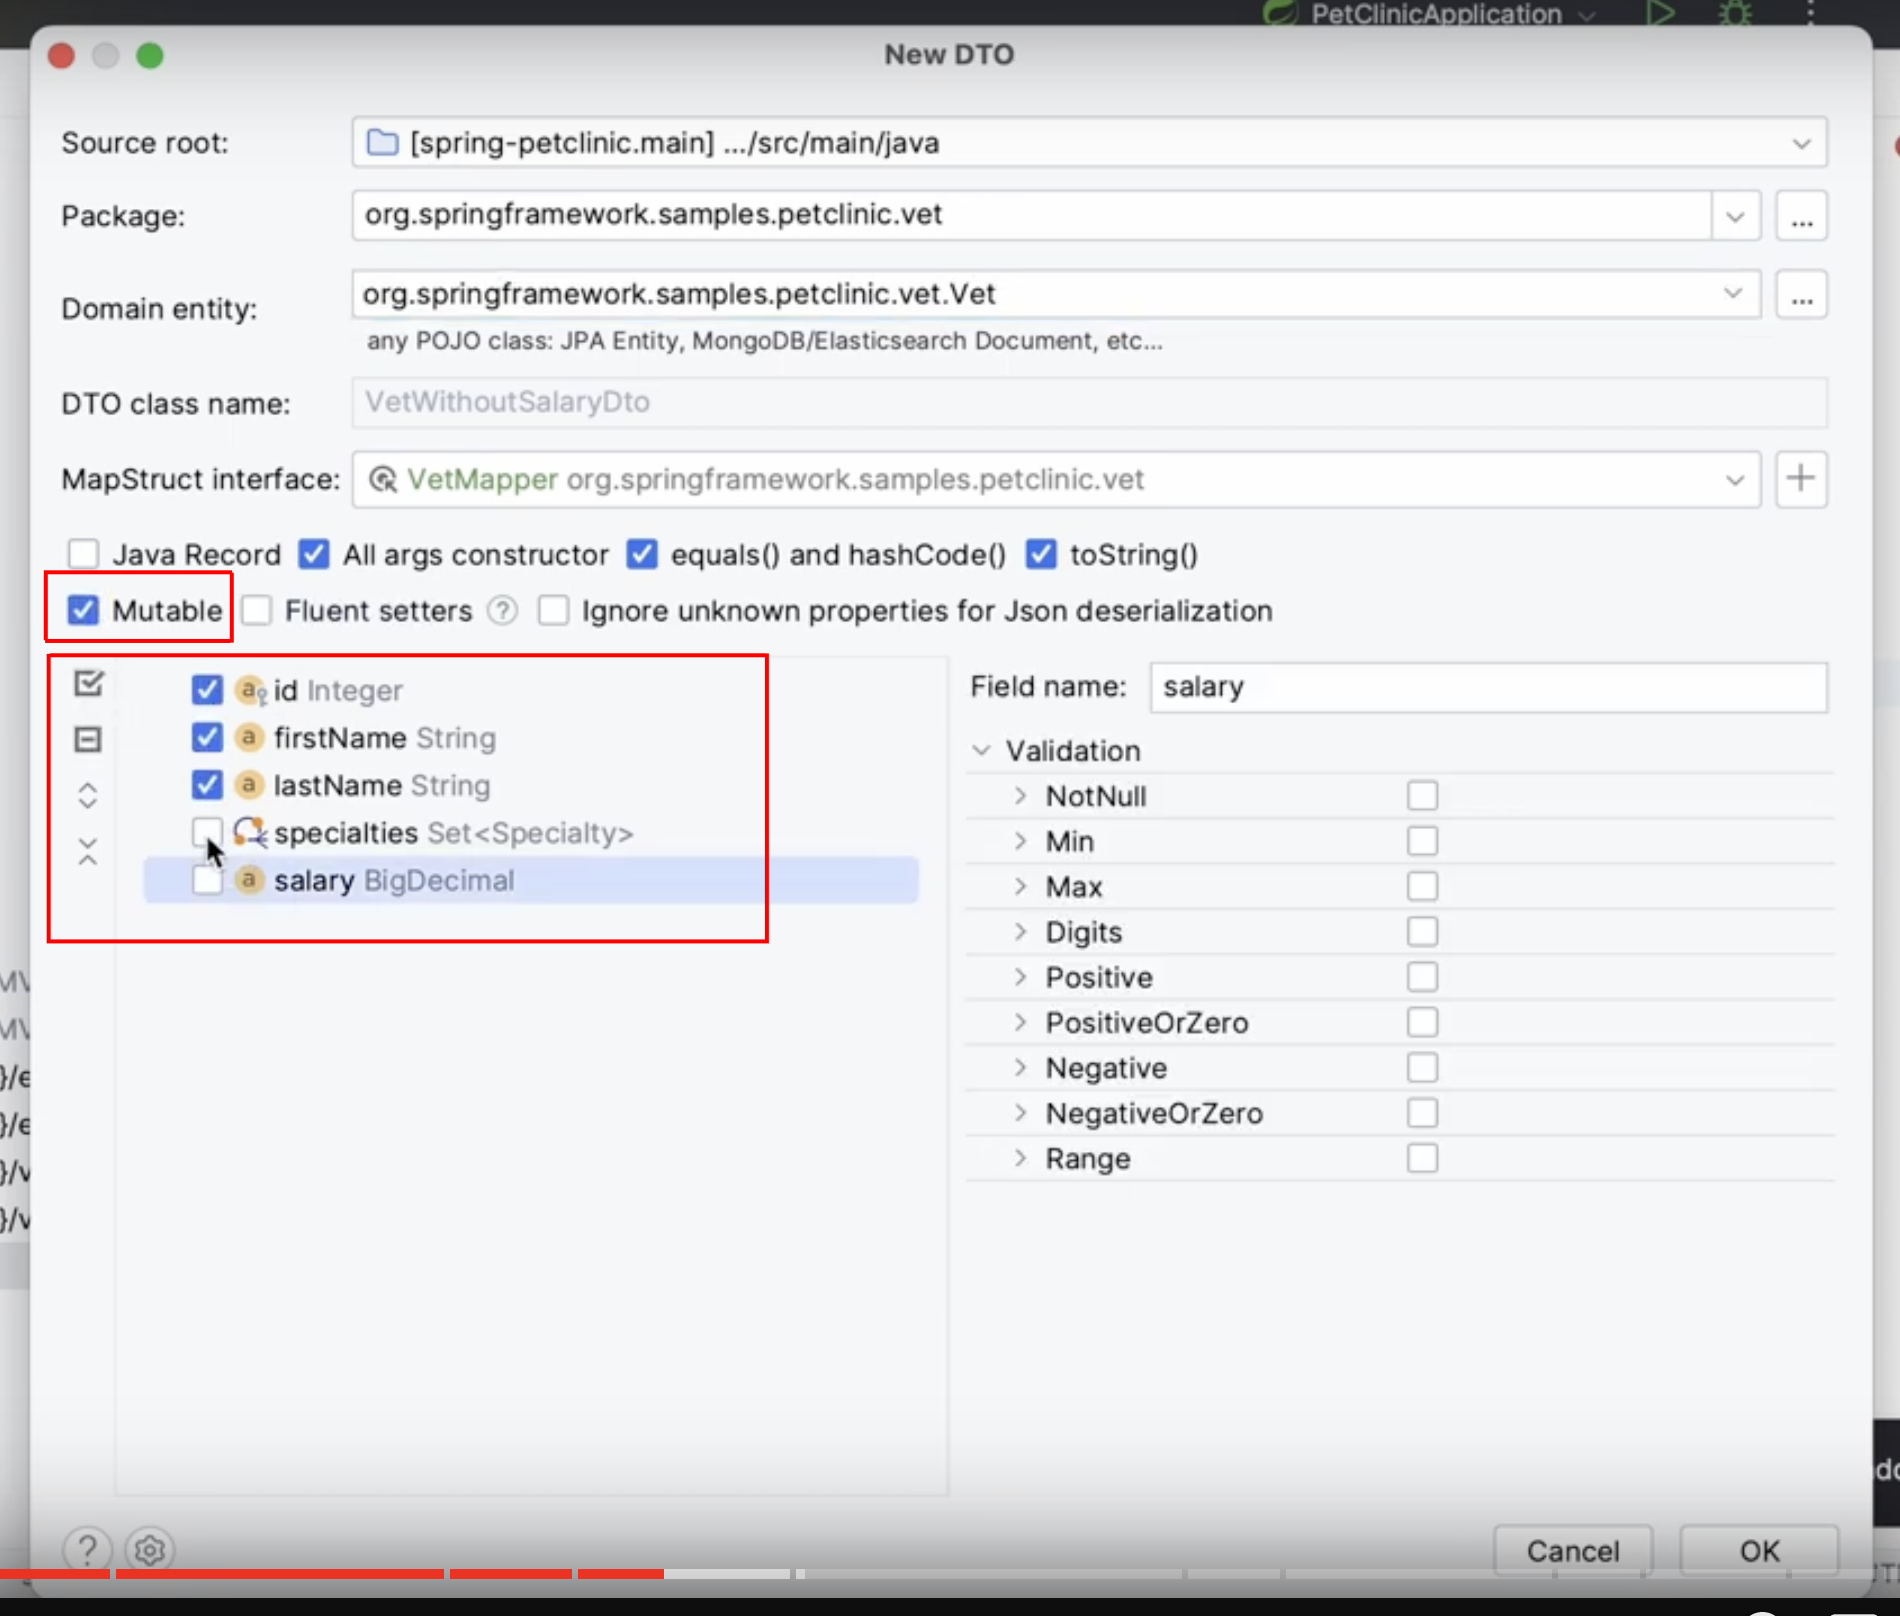 PetClinicApplication
New DTO
Source root: [spring-petclinic.main] .../src/main/java
Package: org.springframework.samples.petclinic.vet ...
Domain entity: org.springframework.samples.petclinic.vet.Vet ...
any POJO class: JPA Entity, MongoDB/Elasticsearch Document, etc...
DTO class name: VetWithoutSalaryDto
MapStruct interface: VetMapper org.springframework.samples.petclinic.vet
Java Record All args constructor equals() and hashCode() toString()
Mutable Fluent setters ? Ignore unknown properties for Json deserialization
a id Integer
a firstName String
a lastName String
specialties Set<Specialty>
a salary BigDecimal
Field name: salary
Validation
NotNull
Min
Max
Digits
Positive
PositiveOrZero
Negative
NegativeOrZero
Range
}/e
}/e
}/v
}/v
? Cancel OK